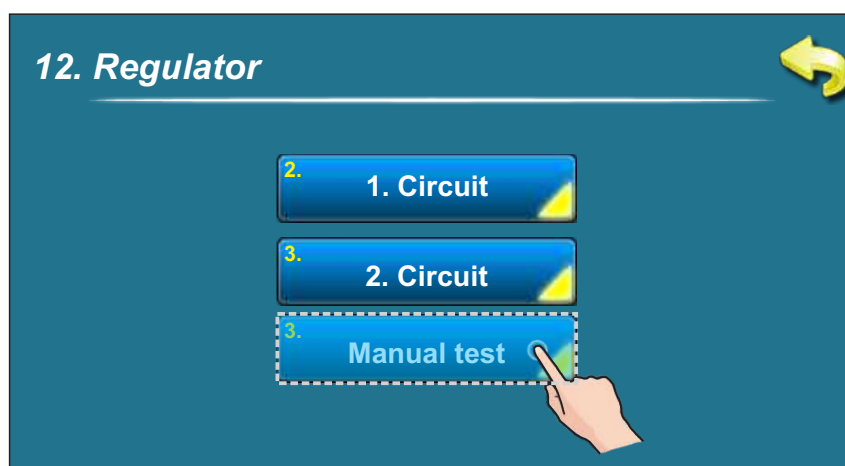 12. Regulator
2.
1. Circuit
3.
2. Circuit
3.
Manual test